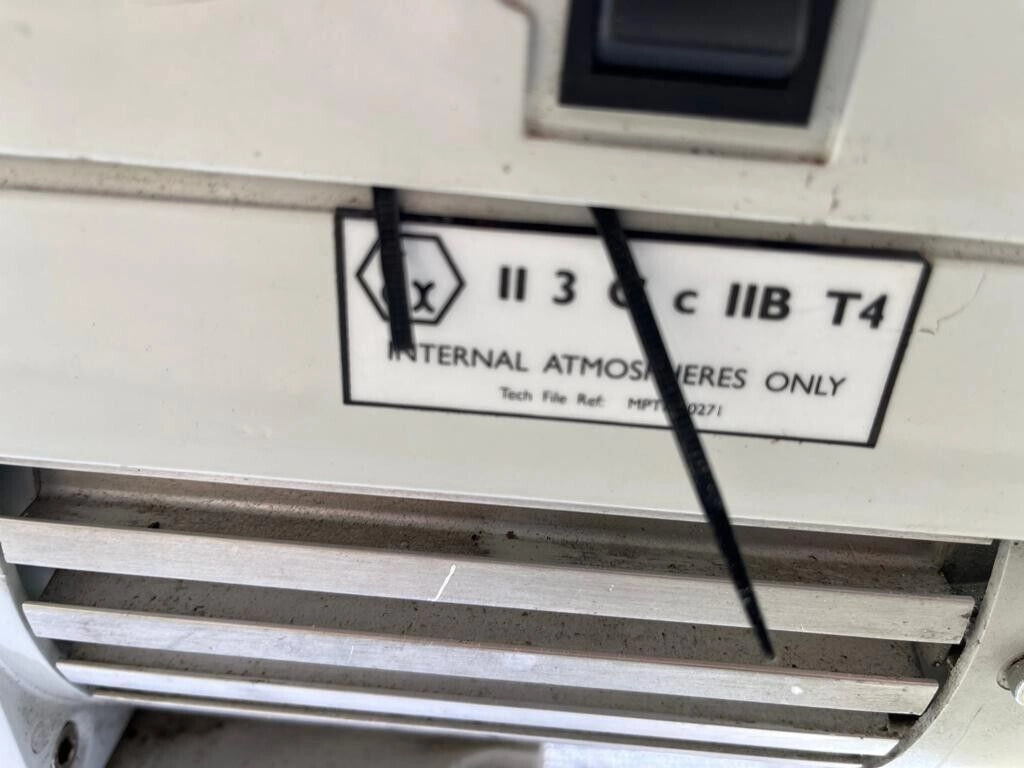 II 3 G c IIB T4
INTERNAL ATMOSPHERES ONLY
Tech File Ref: